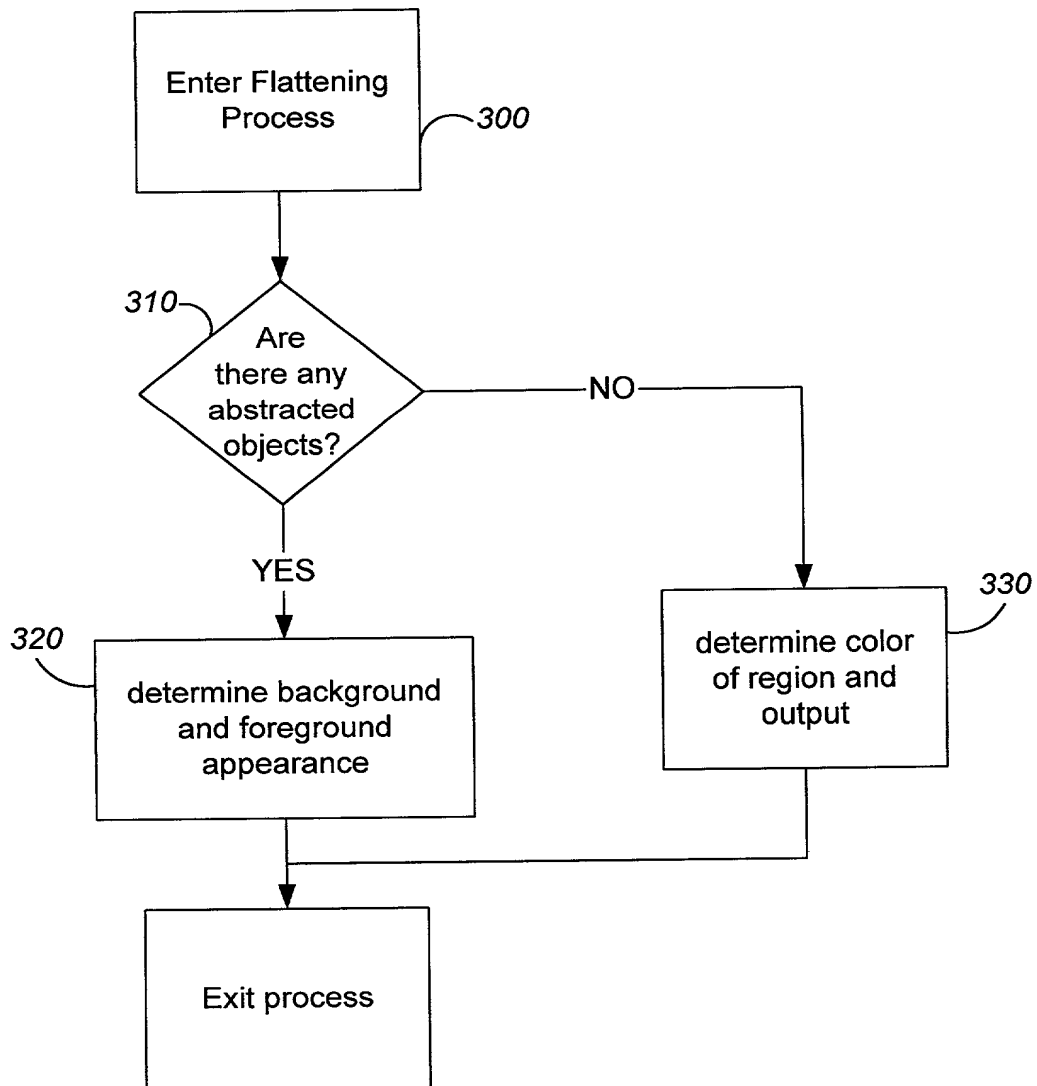 Enter Flattening
Process
300
310
Are
there any
abstracted
objects?
NO
YES
330
320
determine color
of region and
output
determine background
and foreground
appearance
Exit process